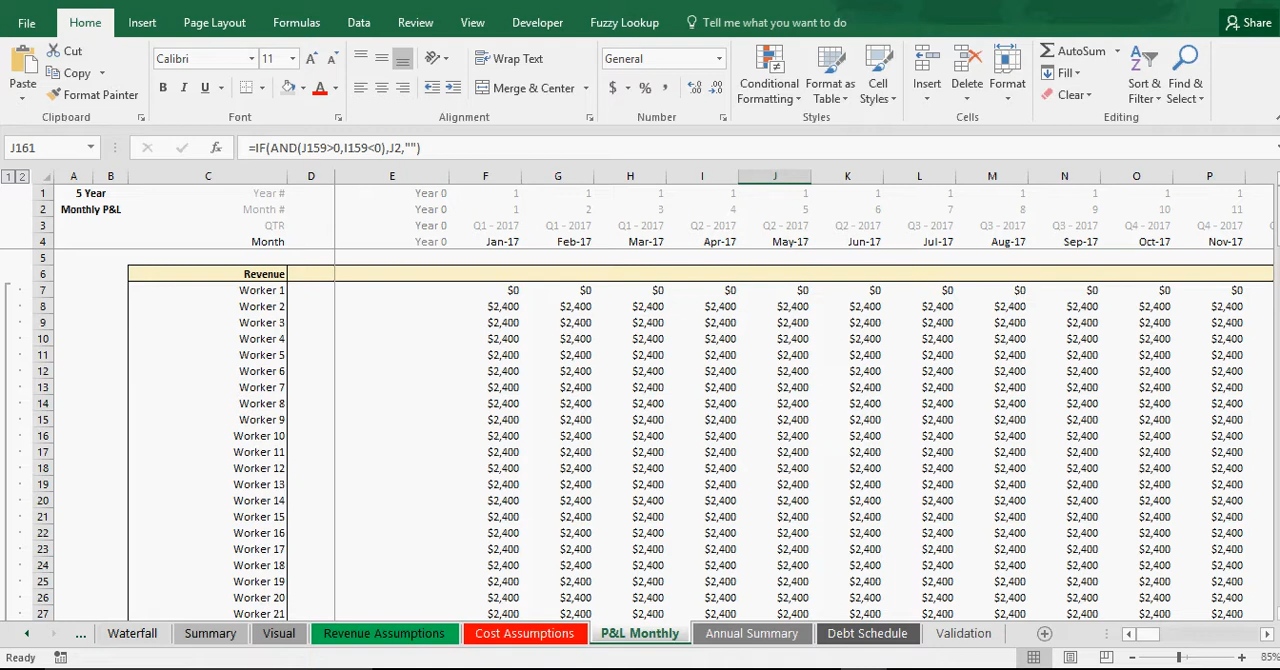 File Home Insert Page Layout Formulas Data Review View Developer Fuzzy Lookup Tell me what you want to do Share
Paste Cut Copy Format Painter
Clipboard
Calibri 11 A A
B I U A
Font
Wrap Text
Merge & Center
Alignment
General
$ % , .0 .00 .00 .0
Number
Conditional Formatting Format as Table Cell Styles
Styles
Insert Delete Format
Cells
AutoSum Fill Clear Sort & Filter Find & Select
Editing
J161 fx =IF(AND(J159>0,I159<0),J2,"")
1 2 A B C D E F G H I J K L M N O P
1 5 Year Year # Year 0 1 1 1 1 1 1 1 1 1 1 1
2 Monthly P&L Month # Year 0 1 2 3 4 5 6 7 8 9 10 11
3 QTR Year 0 Q1 - 2017 Q1 - 2017 Q1 - 2017 Q2 - 2017 Q2 - 2017 Q2 - 2017 Q3 - 2017 Q3 - 2017 Q3 - 2017 Q4 - 2017 Q4 - 2017
4 Month Year 0 Jan-17 Feb-17 Mar-17 Apr-17 May-17 Jun-17 Jul-17 Aug-17 Sep-17 Oct-17 Nov-17
5
6 Revenue
7 Worker 1 $0 $0 $0 $0 $0 $0 $0 $0 $0 $0 $0
8 Worker 2 $2,400 $2,400 $2,400 $2,400 $2,400 $2,400 $2,400 $2,400 $2,400 $2,400 $2,400
9 Worker 3 $2,400 $2,400 $2,400 $2,400 $2,400 $2,400 $2,400 $2,400 $2,400 $2,400 $2,400
10 Worker 4 $2,400 $2,400 $2,400 $2,400 $2,400 $2,400 $2,400 $2,400 $2,400 $2,400 $2,400
11 Worker 5 $2,400 $2,400 $2,400 $2,400 $2,400 $2,400 $2,400 $2,400 $2,400 $2,400 $2,400
12 Worker 6 $2,400 $2,400 $2,400 $2,400 $2,400 $2,400 $2,400 $2,400 $2,400 $2,400 $2,400
13 Worker 7 $2,400 $2,400 $2,400 $2,400 $2,400 $2,400 $2,400 $2,400 $2,400 $2,400 $2,400
14 Worker 8 $2,400 $2,400 $2,400 $2,400 $2,400 $2,400 $2,400 $2,400 $2,400 $2,400 $2,400
15 Worker 9 $2,400 $2,400 $2,400 $2,400 $2,400 $2,400 $2,400 $2,400 $2,400 $2,400 $2,400
16 Worker 10 $2,400 $2,400 $2,400 $2,400 $2,400 $2,400 $2,400 $2,400 $2,400 $2,400 $2,400
17 Worker 11 $2,400 $2,400 $2,400 $2,400 $2,400 $2,400 $2,400 $2,400 $2,400 $2,400 $2,400
18 Worker 12 $2,400 $2,400 $2,400 $2,400 $2,400 $2,400 $2,400 $2,400 $2,400 $2,400 $2,400
19 Worker 13 $2,400 $2,400 $2,400 $2,400 $2,400 $2,400 $2,400 $2,400 $2,400 $2,400 $2,400
20 Worker 14 $2,400 $2,400 $2,400 $2,400 $2,400 $2,400 $2,400 $2,400 $2,400 $2,400 $2,400
21 Worker 15 $2,400 $2,400 $2,400 $2,400 $2,400 $2,400 $2,400 $2,400 $2,400 $2,400 $2,400
22 Worker 16 $2,400 $2,400 $2,400 $2,400 $2,400 $2,400 $2,400 $2,400 $2,400 $2,400 $2,400
23 Worker 17 $2,400 $2,400 $2,400 $2,400 $2,400 $2,400 $2,400 $2,400 $2,400 $2,400 $2,400
24 Worker 18 $2,400 $2,400 $2,400 $2,400 $2,400 $2,400 $2,400 $2,400 $2,400 $2,400 $2,400
25 Worker 19 $2,400 $2,400 $2,400 $2,400 $2,400 $2,400 $2,400 $2,400 $2,400 $2,400 $2,400
26 Worker 20 $2,400 $2,400 $2,400 $2,400 $2,400 $2,400 $2,400 $2,400 $2,400 $2,400 $2,400
27 Worker 21 $2,400 $2,400 $2,400 $2,400 $2,400 $2,400 $2,400 $2,400 $2,400 $2,400 $2,400
... Waterfall Summary Visual Revenue Assumptions Cost Assumptions P&L Monthly Annual Summary Debt Schedule Validation
Ready 85%